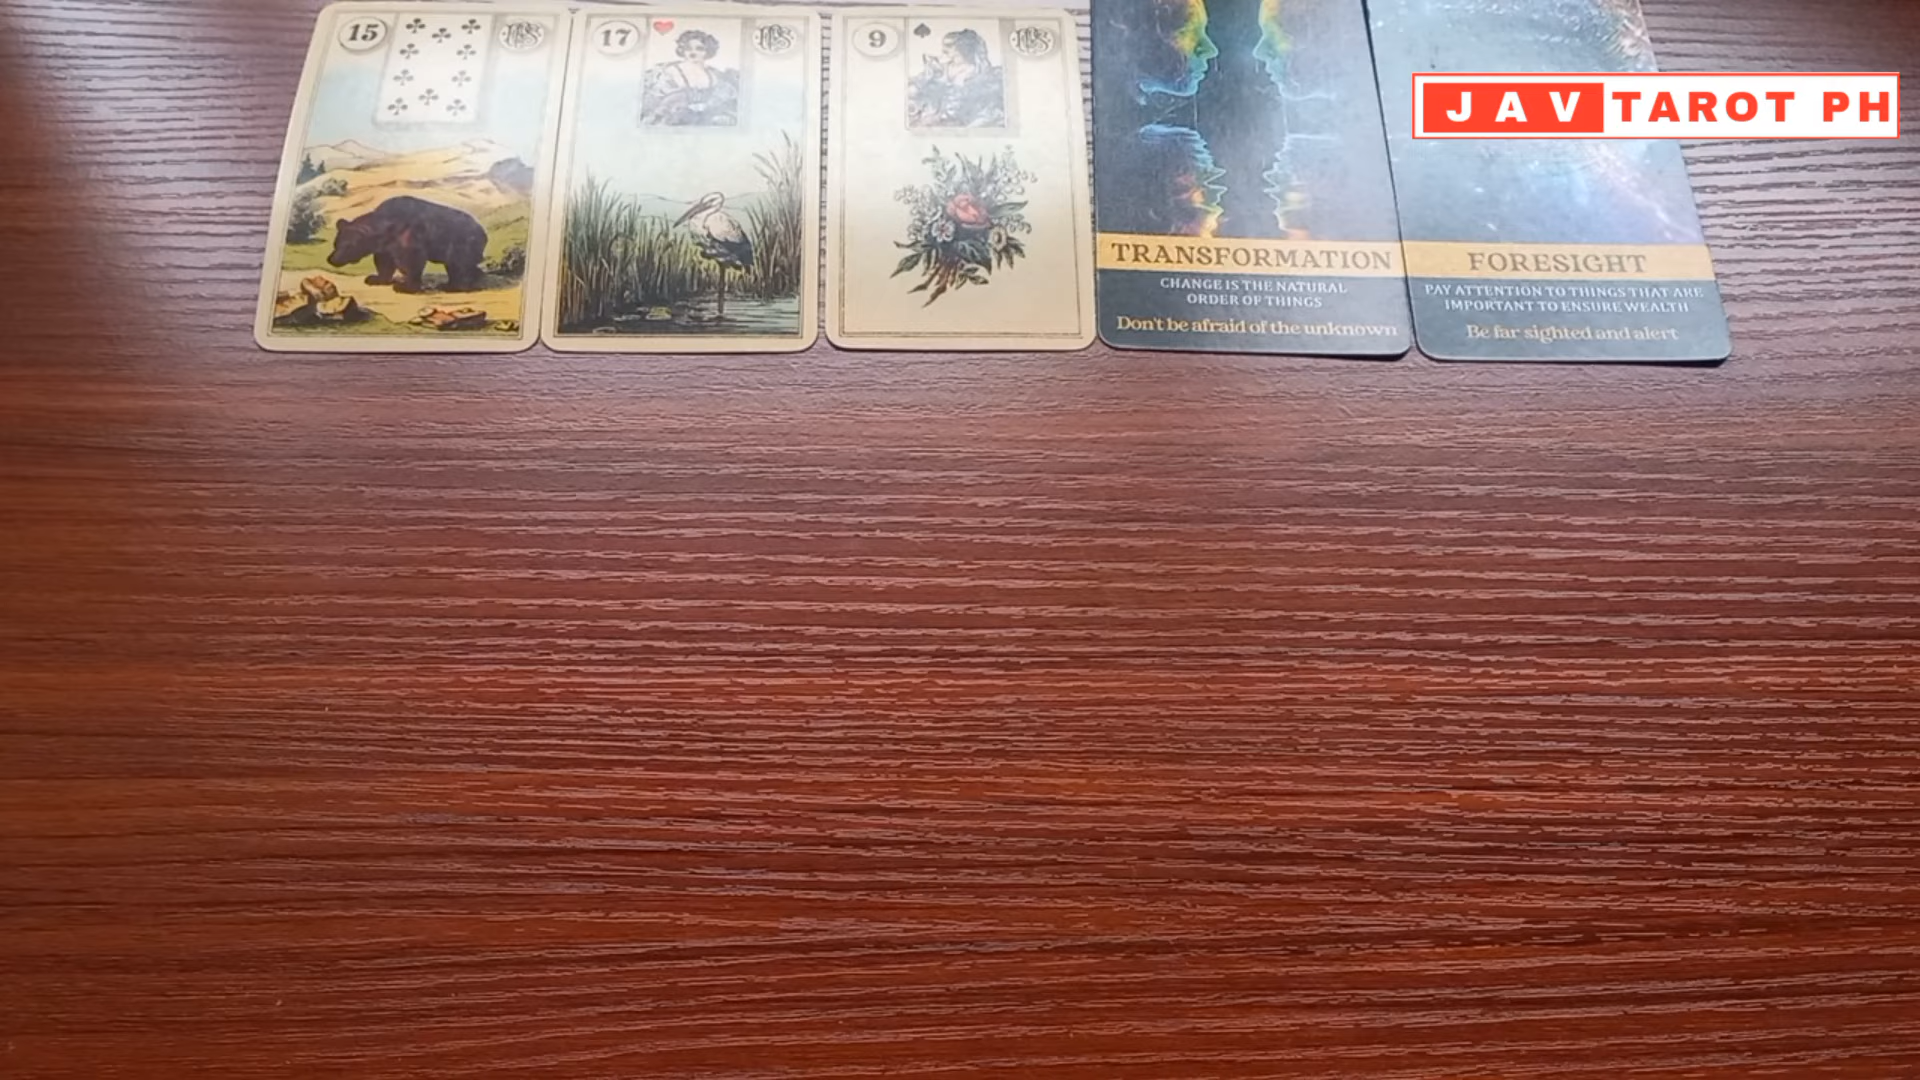 15
17
9
JAV TAROT PH
TRANSFORMATION
CHANGE IS THE NATURAL
ORDER OF THINGS
Don't be afraid of the unknown
FORESIGHT
PAY ATTENTION TO THINGS THAT ARE
IMPORTANT TO ENSURE WEALTH
Be far sighted and alert